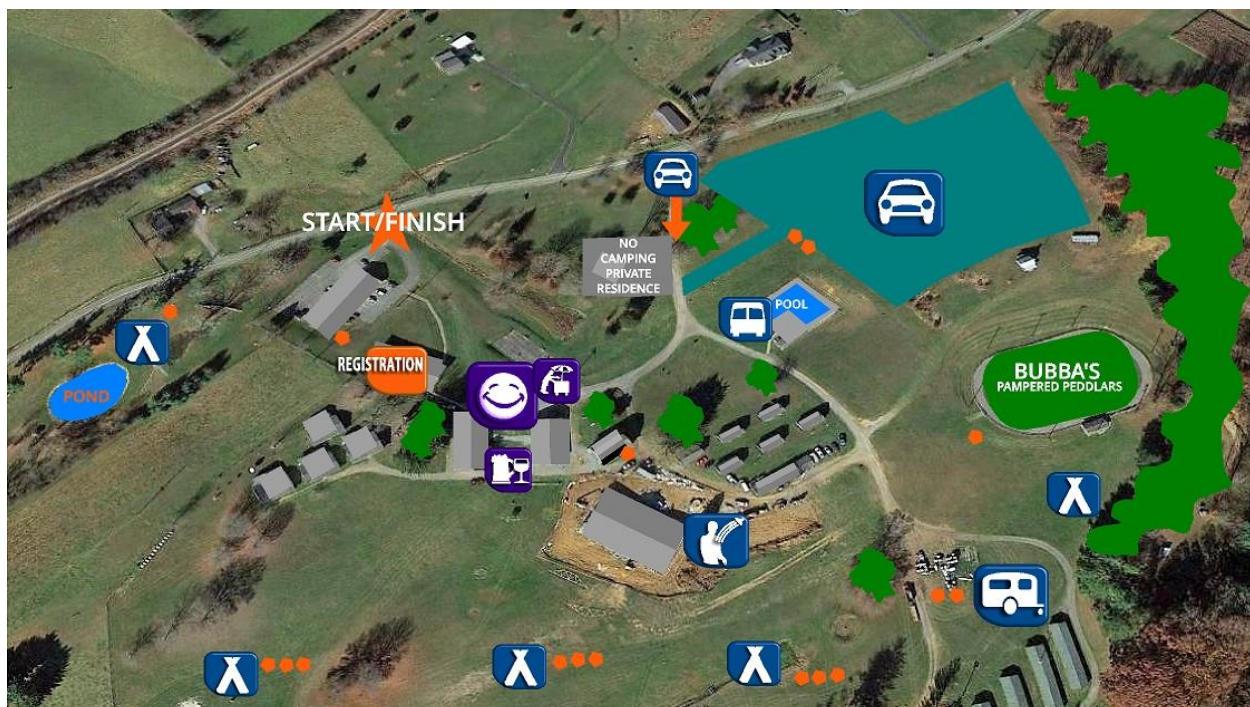 START/FINISH
NO
CAMPING
PRIVATE
RESIDENCE
POOL
REGISTRATION
POND
BUBBA'S
PAMPERED PEDDLARS